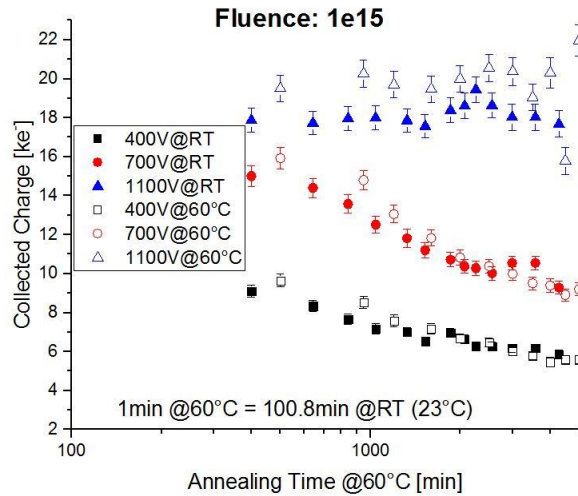 Fluence: 1e15
22
20
18
16
14
12
10
8
6
4
2
Collected Charge [ke⁻]
400V@RT
700V@RT
1100V@RT
400V@60°C
700V@60°C
1100V@60°C
1min @60°C = 100.8min @RT (23°C)
100
1000
Annealing Time @60°C [min]